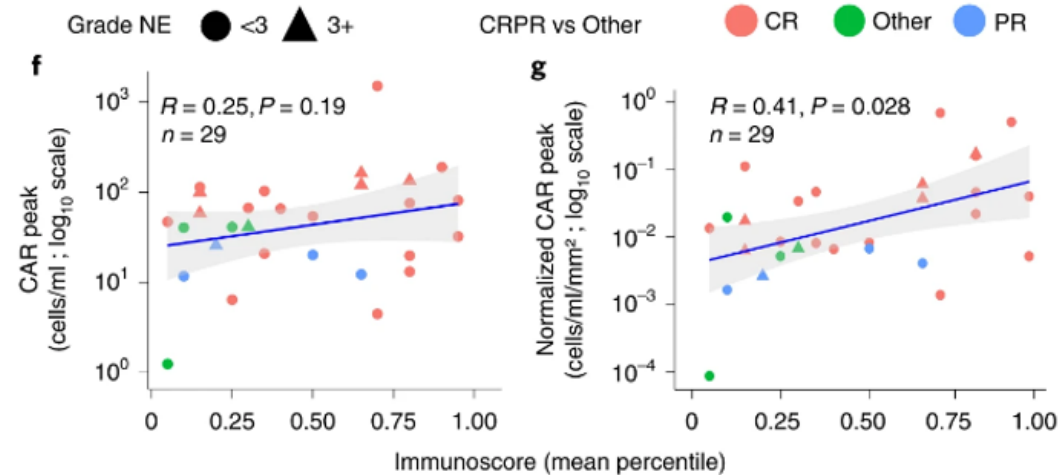 Grade NE <3 3+ CRPR vs Other CR Other PR
f
R = 0.25, P = 0.19
n = 29
CAR peak
(cells/ml ; log₁₀ scale)
10³
10²
10¹
10⁰
0 0.25 0.50 0.75 1.00
g
R = 0.41, P = 0.028
n = 29
Normalized CAR peak
(cells/ml/mm² ; log₁₀ scale)
10⁰
10⁻¹
10⁻²
10⁻³
10⁻⁴
0 0.25 0.50 0.75 1.00
Immunoscore (mean percentile)